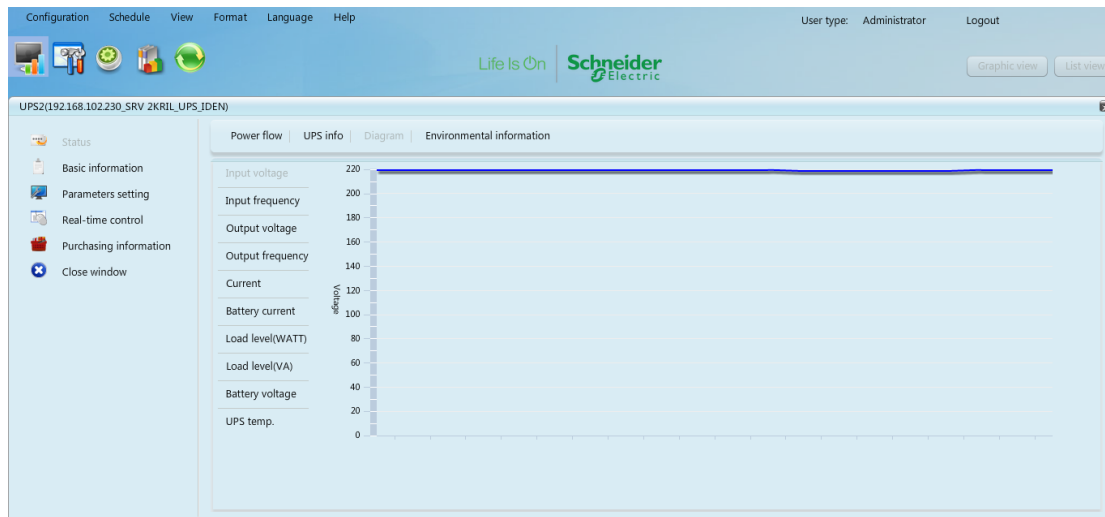 Configuration Schedule View Format Language Help User type: Administrator Logout
Life Is On Schneider Electric
Graphic view List view
UPS2(192.168.102.230_SRV 2KRIL_UPS_IDEN)
Status
Basic information
Parameters setting
Real-time control
Purchasing information
Close window
Power flow UPS info Diagram Environmental information
Input voltage
Input frequency
Output voltage
Output frequency
Current
Battery current
Load level(WATT)
Load level(VA)
Battery voltage
UPS temp.
Voltage
220
200
180
160
140
120
100
80
60
40
20
0